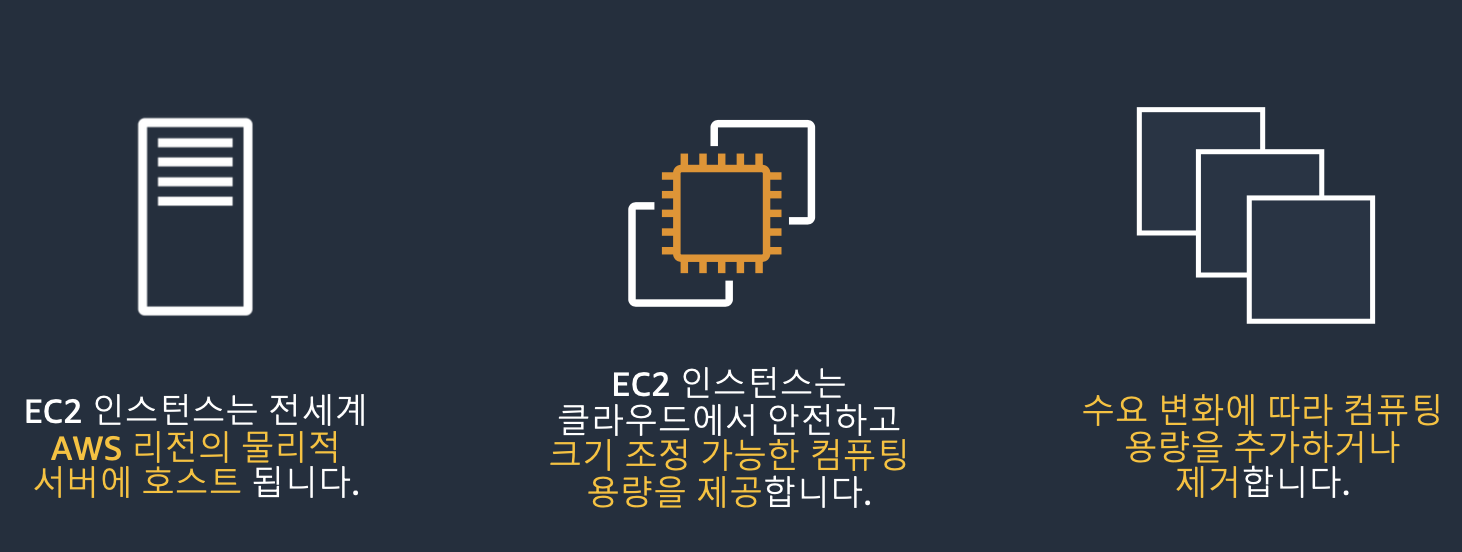 EC2 인스턴스는 전세계
AWS 리전의 물리적
서버에 호스트 됩니다.
EC2 인스턴스는
클라우드에서 안전하고
크기 조정 가능한 컴퓨팅
용량을 제공합니다.
수요 변화에 따라 컴퓨팅
용량을 추가하거나
제거합니다.